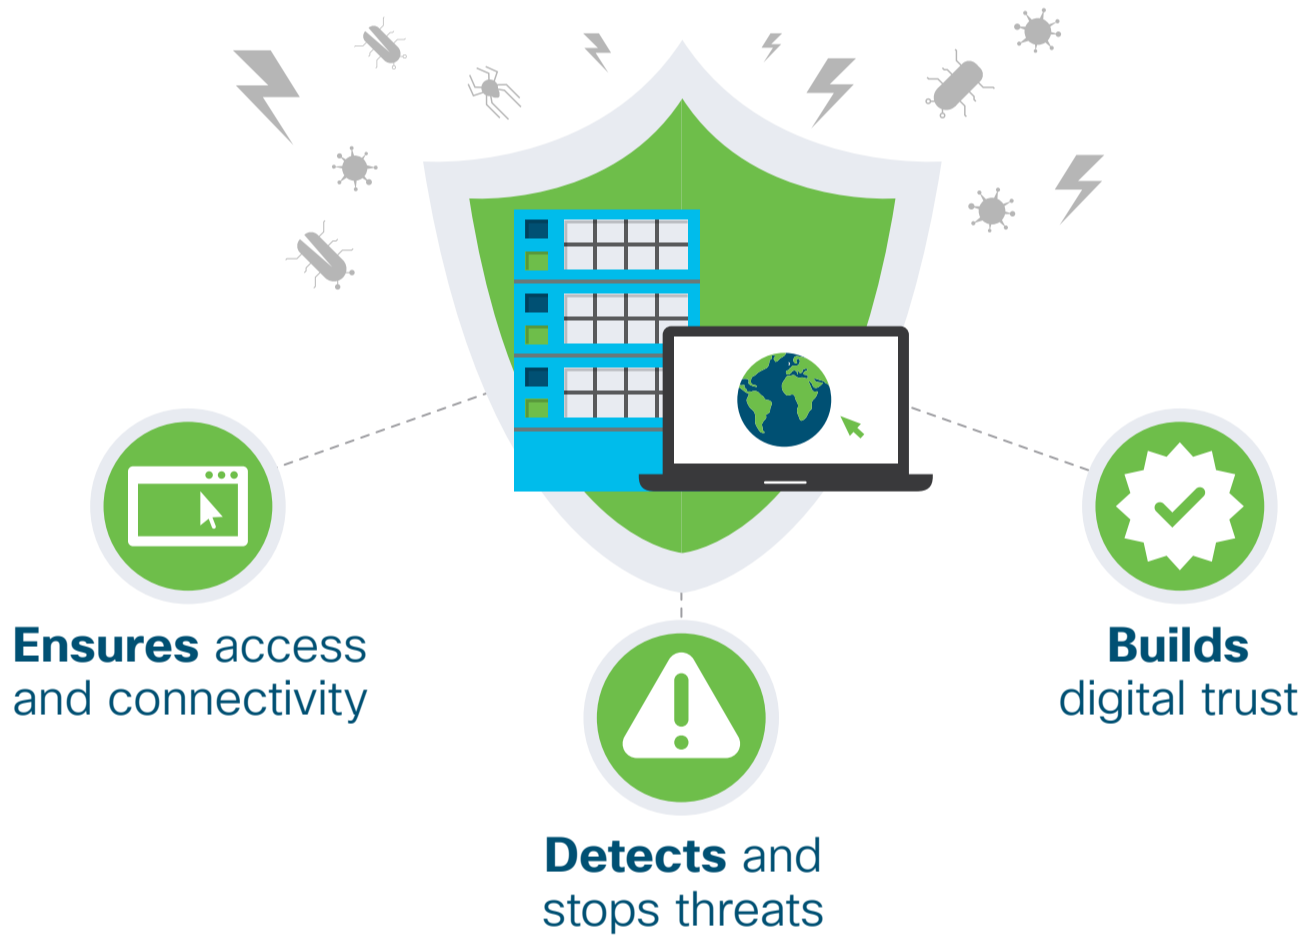 Ensures access
and connectivity
Detects and
stops threats
Builds
digital trust